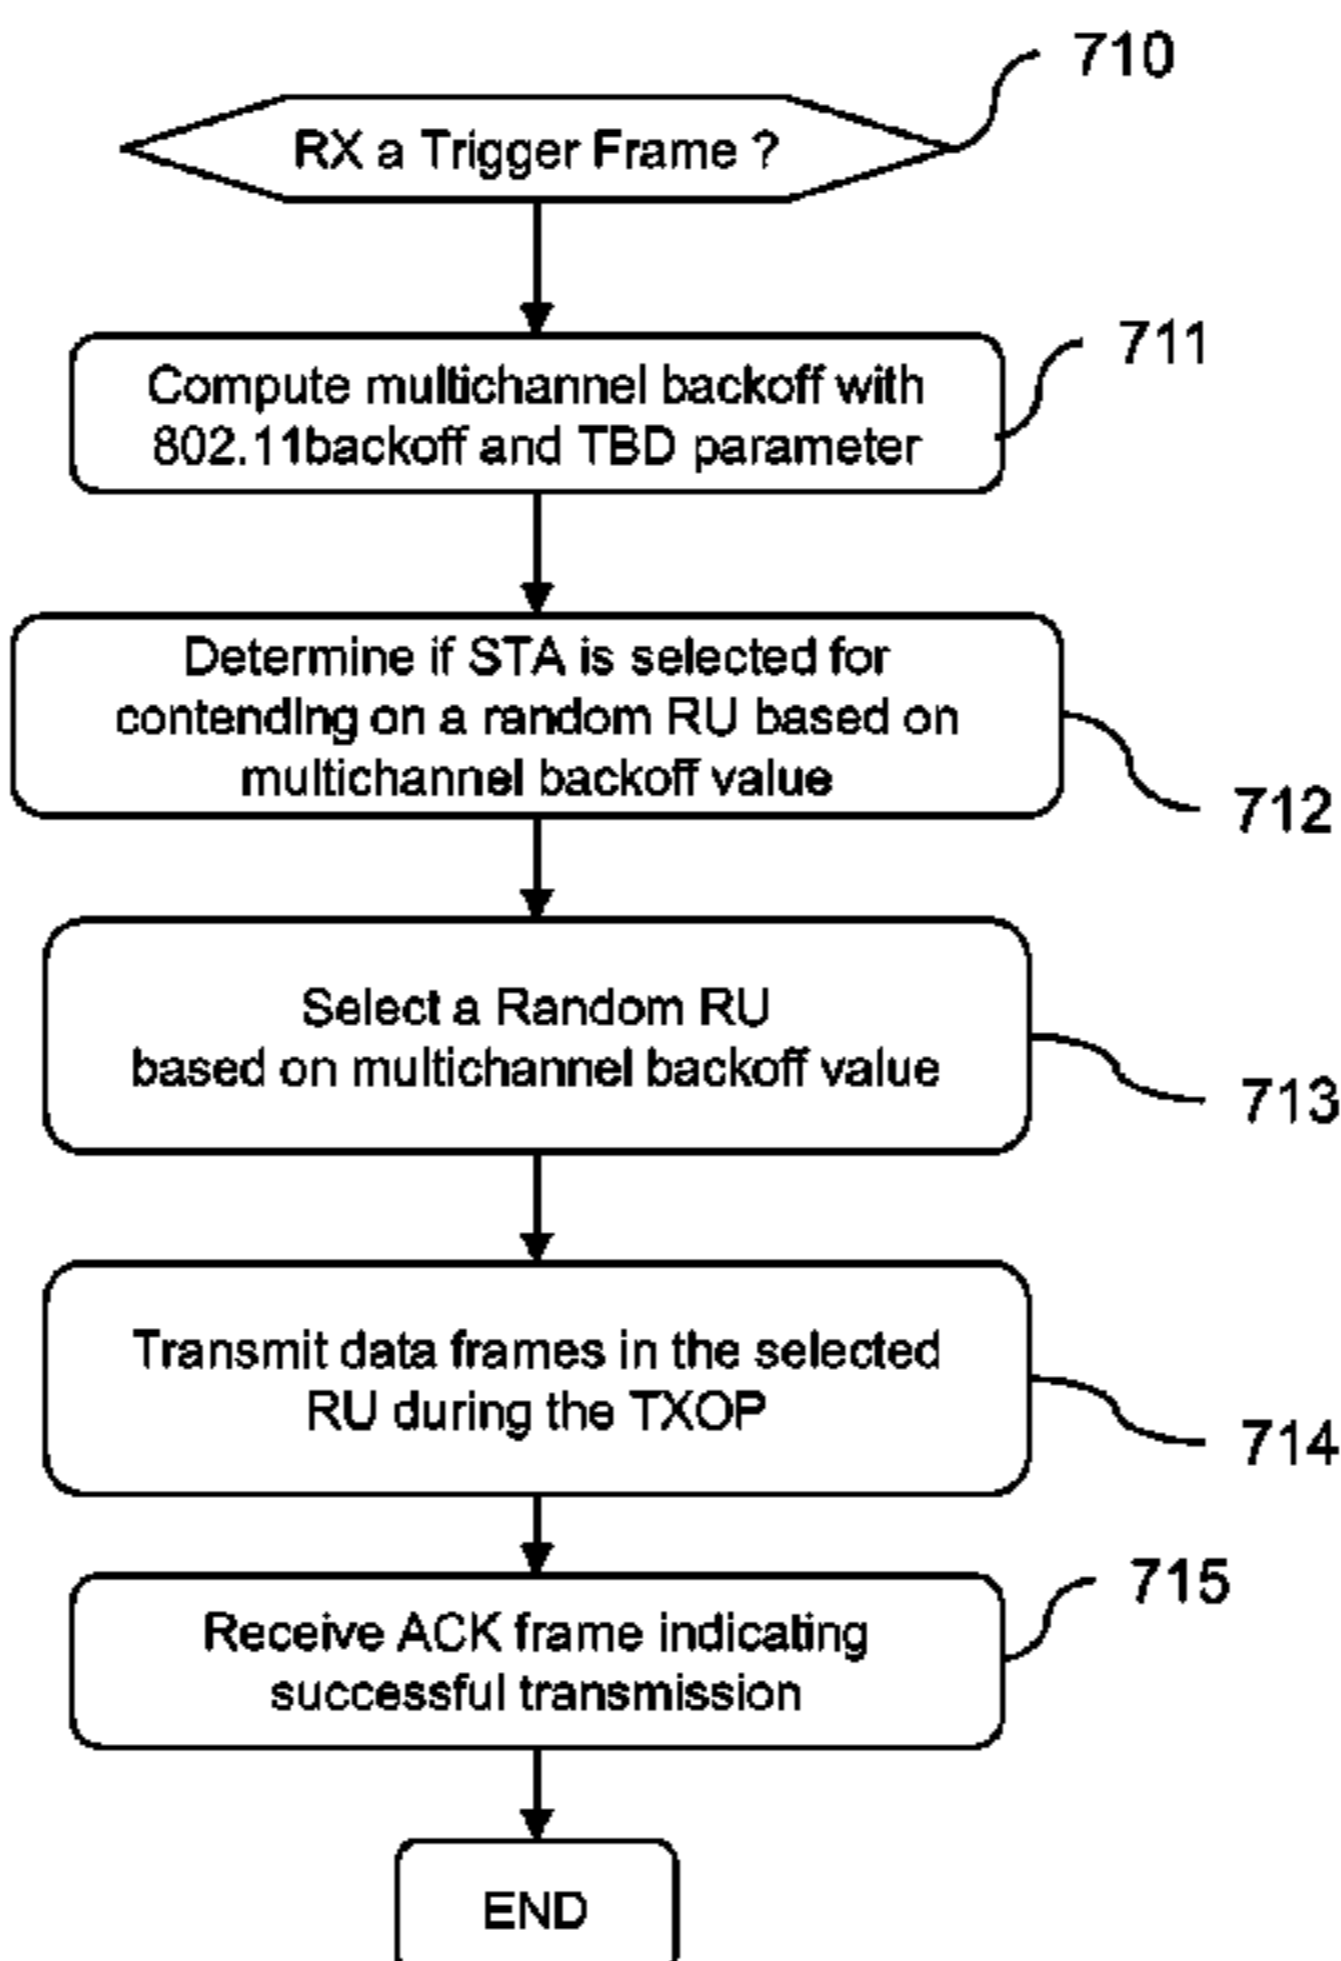 710
RX a Trigger Frame ?
711
Compute multichannel backoff with
802.11backoff and TBD parameter
Determine if STA is selected for
contending on a random RU based on
multichannel backoff value
712
Select a Random RU
based on multichannel backoff value
713
Transmit data frames in the selected
RU during the TXOP
714
715
Receive ACK frame indicating
successful transmission
END